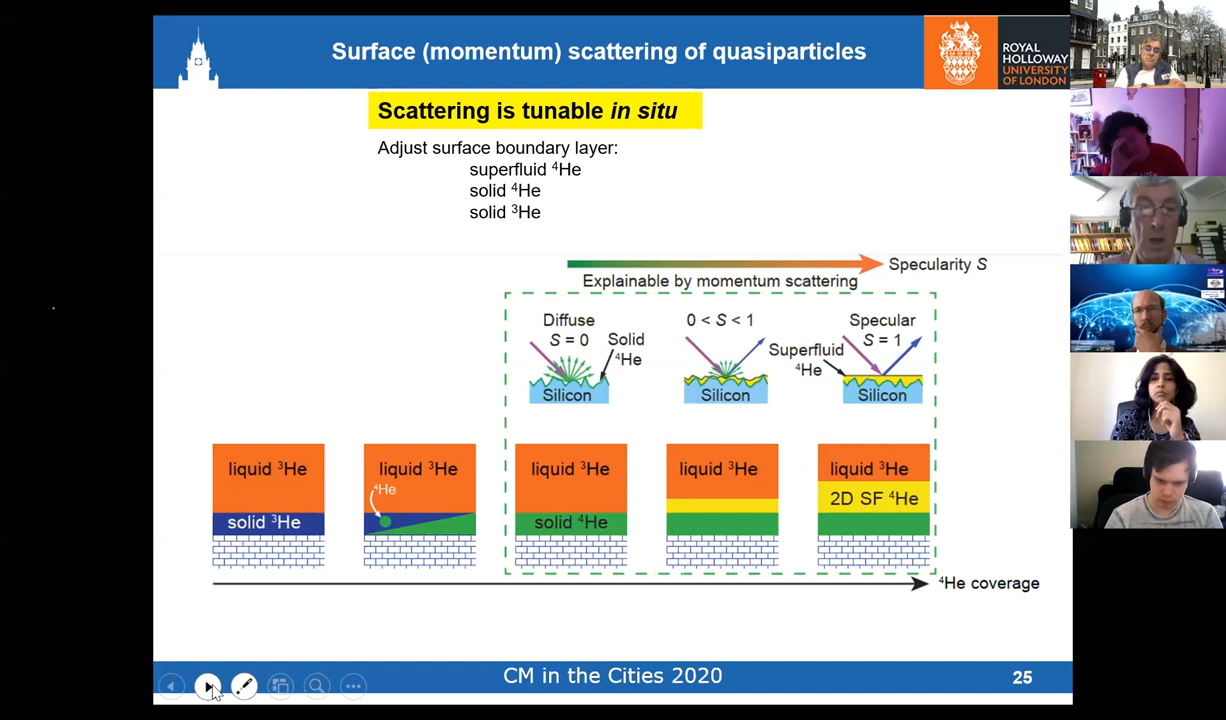 Surface (momentum) scattering of quasiparticles
ROYAL
HOLLOWAY
UNIVERSITY
OF LONDON
Scattering is tunable in situ
Adjust surface boundary layer:
superfluid ⁴He
solid ⁴He
solid ³He
Specularity S
Explainable by momentum scattering
Diffuse
S = 0
Solid
⁴He
Silicon
0 < S < 1
Silicon
Specular
S = 1
Superfluid
⁴He
Silicon
liquid ³He
solid ³He
liquid ³He
⁴He
liquid ³He
solid ⁴He
liquid ³He
liquid ³He
2D SF ⁴He
⁴He coverage
CM in the Cities 2020
25